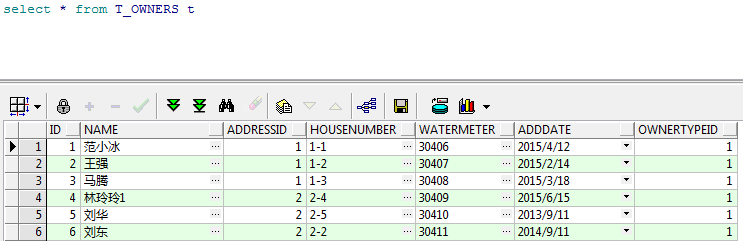 select * from T_OWNERS t
ID NAME ADDRESSID HOUSENUMBER WATERMETER ADDDATE OWNERTYPEID
1 1 范小冰 ... 1 1-1 ... 30406 ... 2015/4/12 1
2 2 王强 ... 1 1-2 ... 30407 ... 2015/2/14 1
3 3 马腾 ... 1 1-3 ... 30408 ... 2015/3/18 1
4 4 林玲玲1 ... 2 2-4 ... 30409 ... 2015/6/15 1
5 5 刘华 ... 2 2-5 ... 30410 ... 2013/9/11 1
6 6 刘东 ... 2 2-2 ... 30411 ... 2014/9/11 1